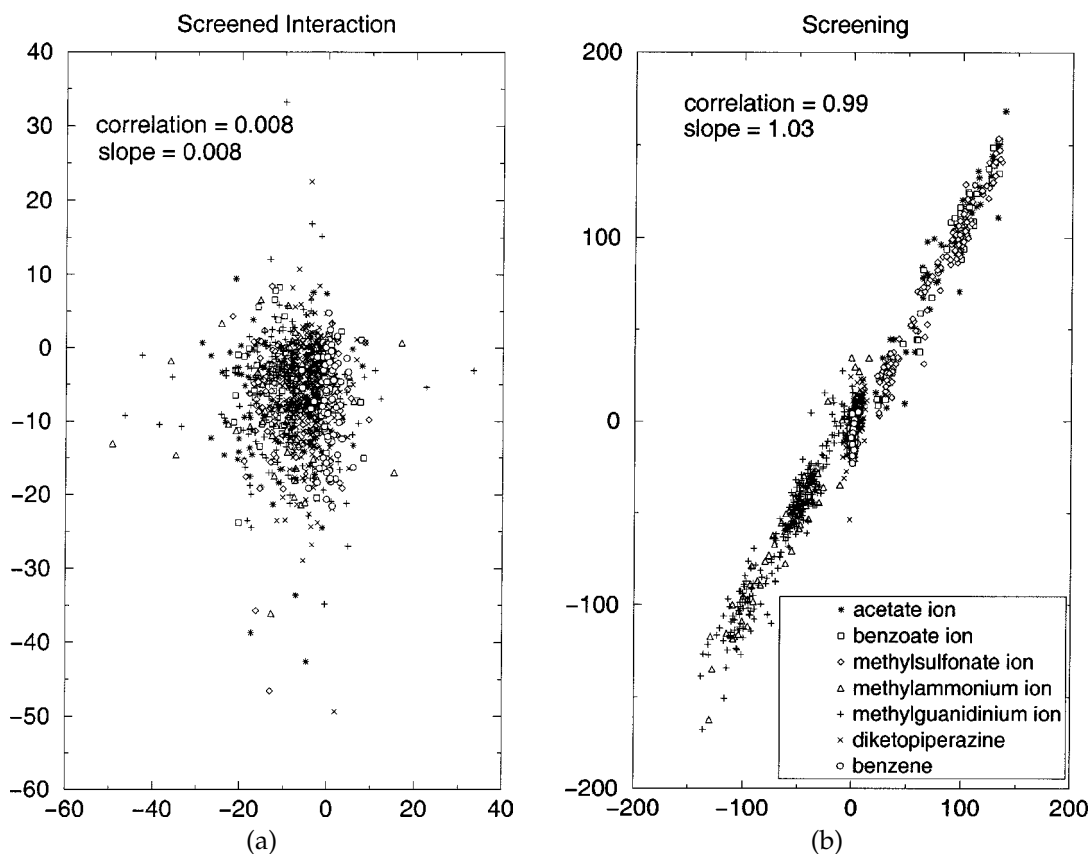 Screened Interaction
40
30
20
10
0
−10
−20
−30
−40
−50
−60
−60
−40
−20
0
20
40
correlation = 0.008
slope = 0.008
(a)
Screening
200
100
0
−100
−200
−200
−100
0
100
200
correlation = 0.99
slope = 1.03
acetate ion
benzoate ion
methylsulfonate ion
methylammonium ion
methylguanidinium ion
diketopiperazine
benzene
(b)